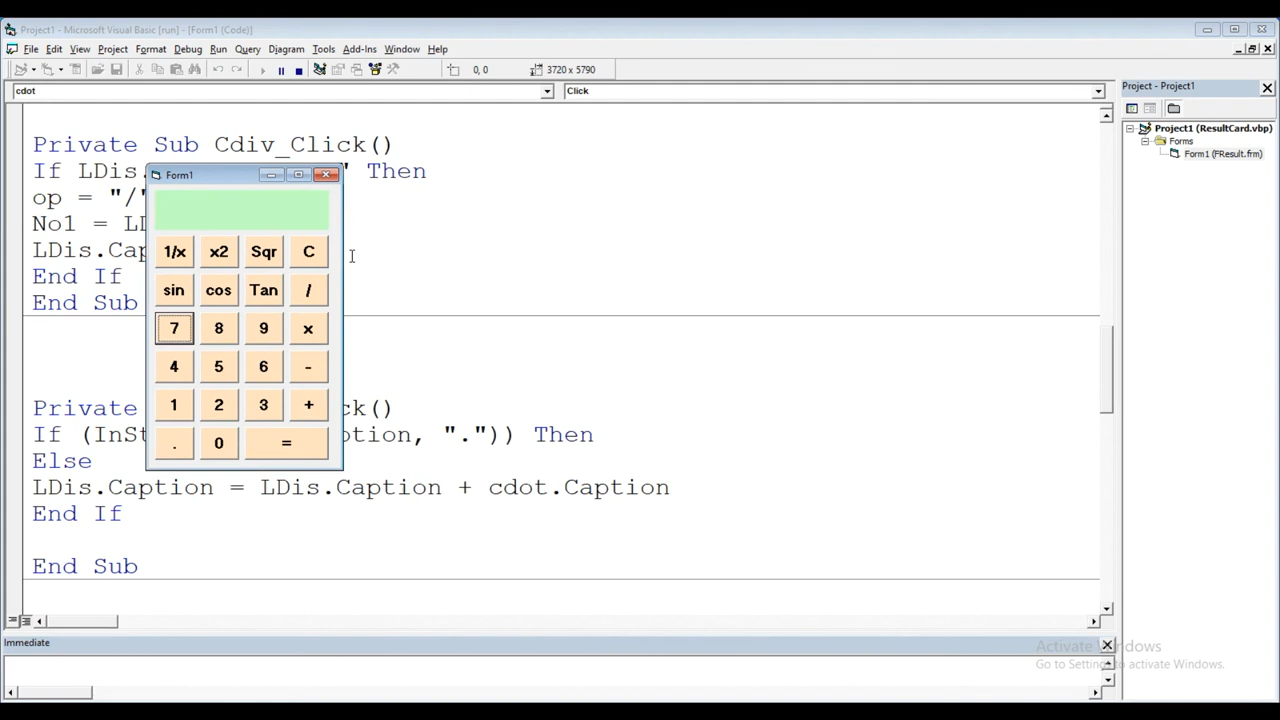 Project1 - Microsoft Visual Basic [run] - [Form1 (Code)]
File Edit View Project Format Debug Run Query Diagram Tools Add-Ins Window Help
0, 0 3720 x 5790
cdot Click
Project - Project1
Project1 (ResultCard.vbp)
Forms
Form1 (FResult.frm)
Private Sub Cdiv_Click()
If LDis. " Then
op = "/"
No1 = LD
LDis.Cap
End If
End Sub
Form1
1/x x2 Sqr C
sin cos Tan /
7 8 9 x
4 5 6 -
1 2 3 +
. 0 =
Private ck()
If (InSt ption, ".")) Then
Else
LDis.Caption = LDis.Caption + cdot.Caption
End If
End Sub
Immediate
Activate Windows
Go to Settings to activate Windows.